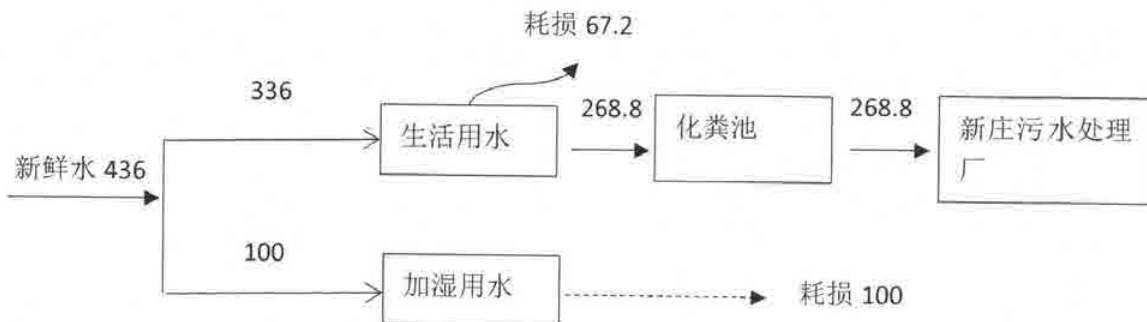 耗损 67.2
336
生活用水
268.8
化粪池
268.8
新庄污水处理
厂
新鲜水 436
100
加湿用水
耗损 100